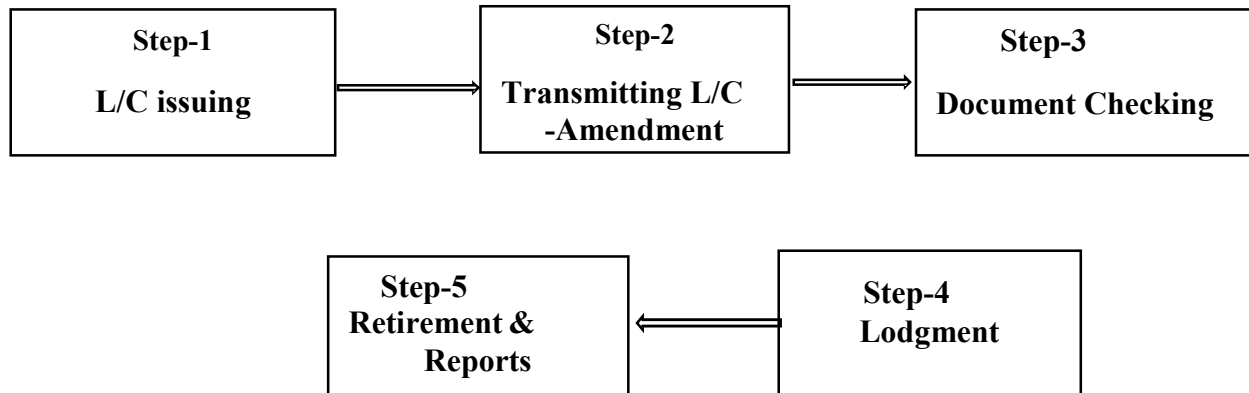 Step-1
L/C issuing
Step-2
Transmitting L/C
-Amendment
Step-3
Document Checking
Step-5
Retirement &
Reports
Step-4
Lodgment